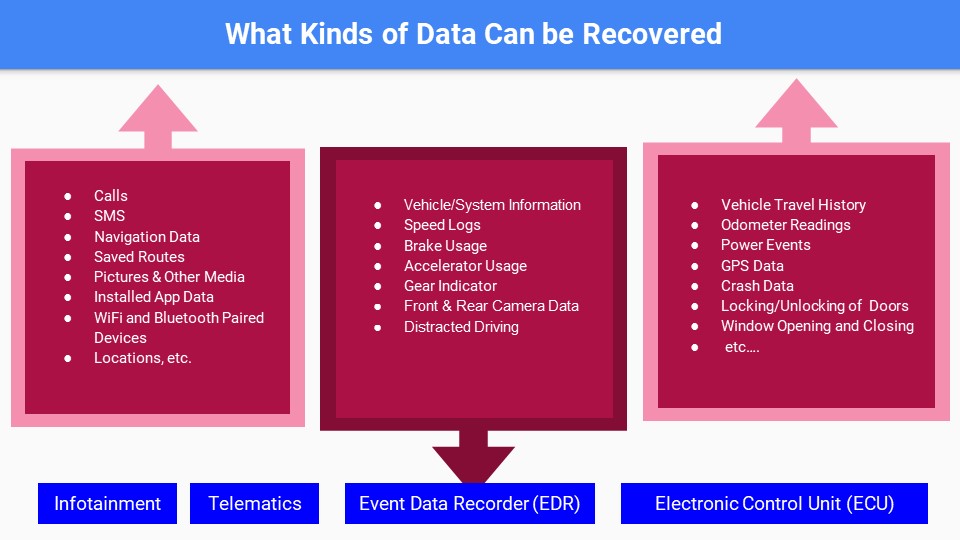 What Kinds of Data Can be Recovered
● Calls
● SMS
● Navigation Data
● Saved Routes
● Pictures & Other Media
● Installed App Data
● WiFi and Bluetooth Paired
Devices
● Locations, etc.
● Vehicle/System Information
● Speed Logs
● Brake Usage
● Accelerator Usage
● Gear Indicator
● Front & Rear Camera Data
● Distracted Driving
● Vehicle Travel History
● Odometer Readings
● Power Events
● GPS Data
● Crash Data
● Locking/Unlocking of Doors
● Window Opening and Closing
● etc....
Infotainment
Telematics
Event Data Recorder (EDR)
Electronic Control Unit (ECU)